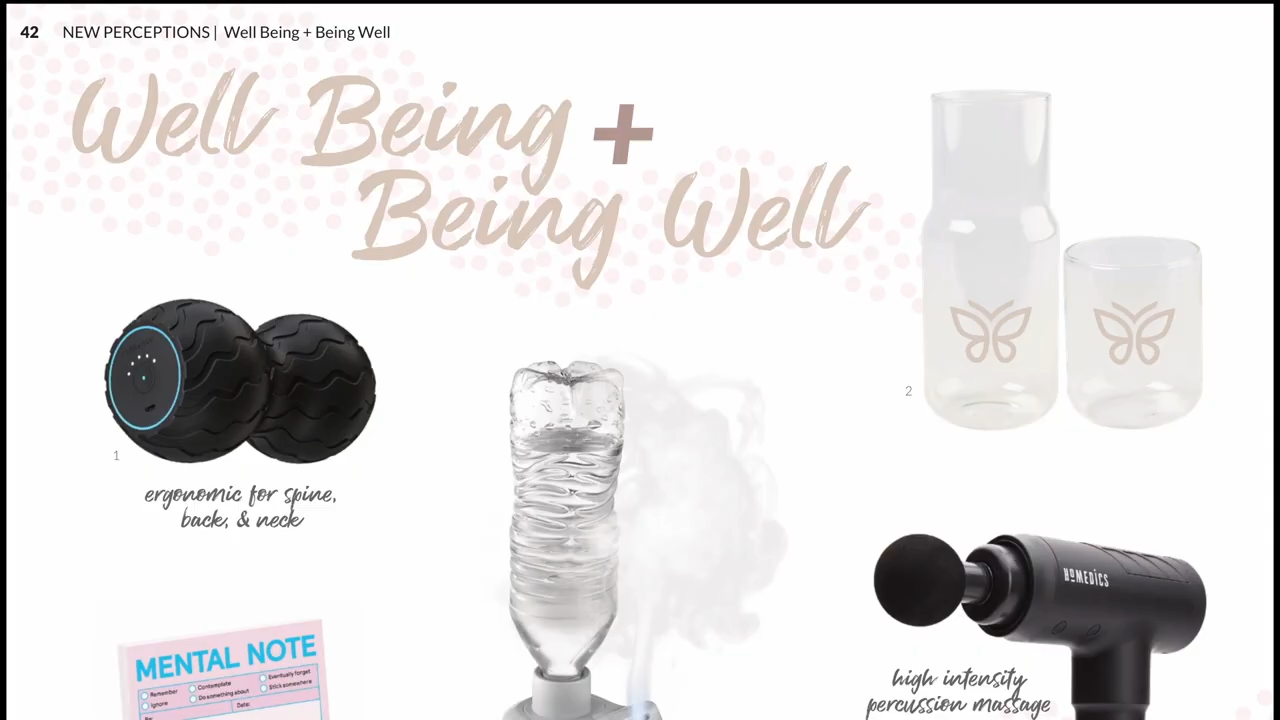 42 NEW PERCEPTIONS | Well Being + Being Well
Well Being +
Being Well
2
1
ergonomic for spine,
back, & neck
HOMEDICS
MENTAL NOTE
Remember Contemplate Eventually forget
Ignore Do something about Stick somewhere
Re: Date:
high intensity
percussion massage